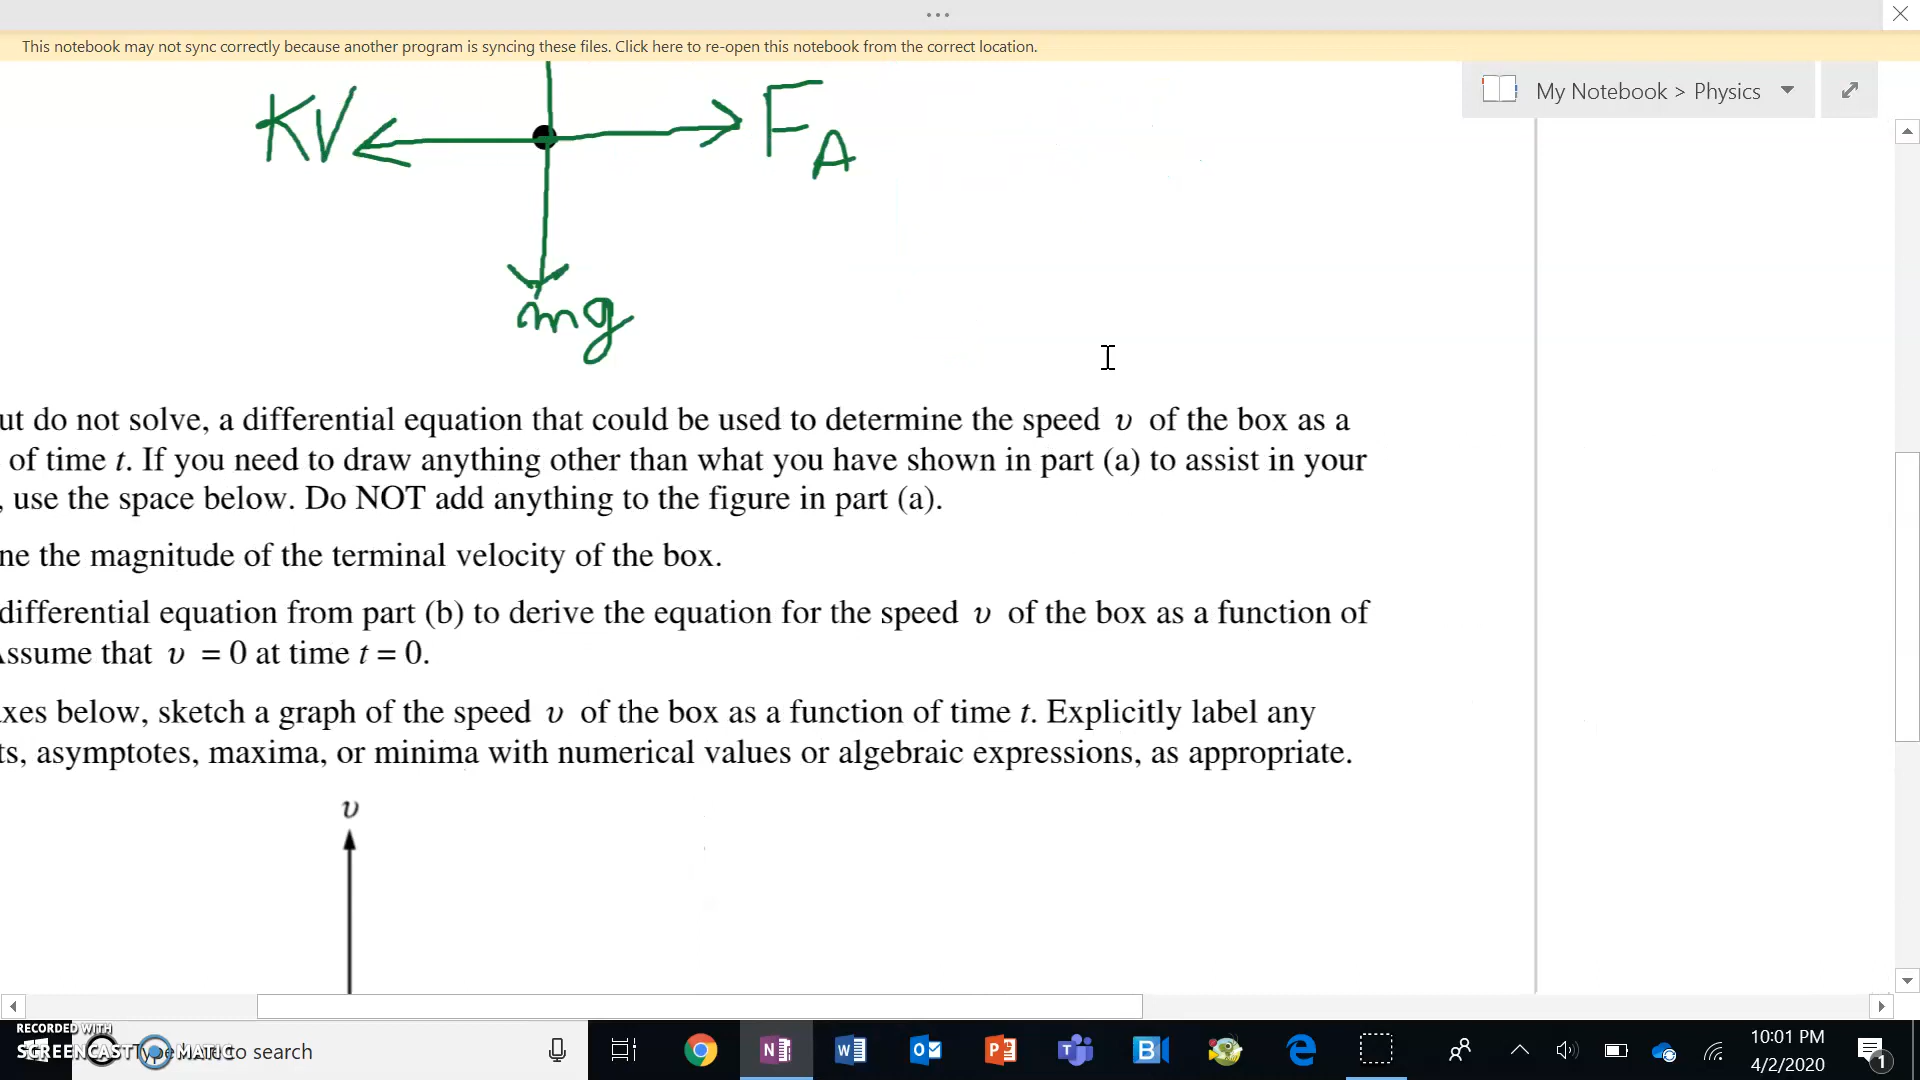 This notebook may not sync correctly because another program is syncing these files. Click here to re-open this notebook from the correct location.
My Notebook > Physics
KV
F A
mg
ut do not solve, a differential equation that could be used to determine the speed υ of the box as a
of time t. If you need to draw anything other than what you have shown in part (a) to assist in your
, use the space below. Do NOT add anything to the figure in part (a).
ne the magnitude of the terminal velocity of the box.
differential equation from part (b) to derive the equation for the speed υ of the box as a function of
ssume that υ = 0 at time t = 0.
xes below, sketch a graph of the speed υ of the box as a function of time t. Explicitly label any
ts, asymptotes, maxima, or minima with numerical values or algebraic expressions, as appropriate.
υ
RECORDED WITH
SCREENCAST MATIC
to search
10:01 PM
4/2/2020
1